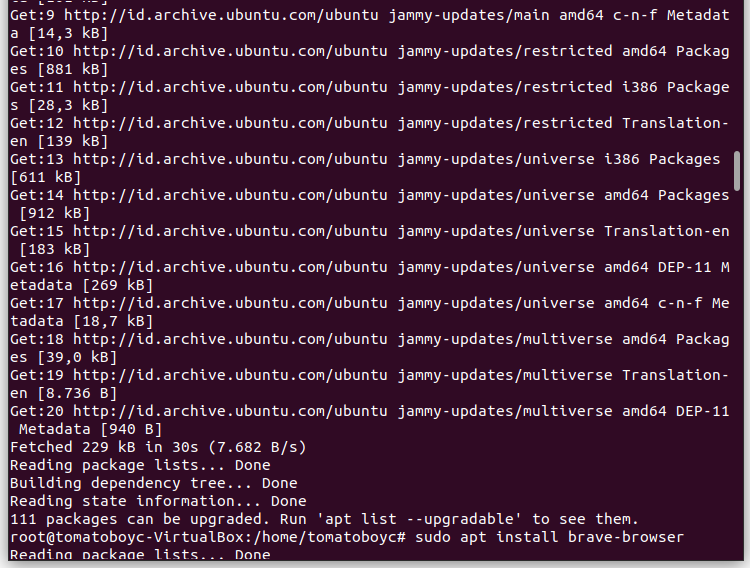 Get:9 http://id.archive.ubuntu.com/ubuntu jammy-updates/main amd64 c-n-f Metadat
a [14,3 kB]
Get:10 http://id.archive.ubuntu.com/ubuntu jammy-updates/restricted amd64 Packag
es [881 kB]
Get:11 http://id.archive.ubuntu.com/ubuntu jammy-updates/restricted i386 Package
s [28,3 kB]
Get:12 http://id.archive.ubuntu.com/ubuntu jammy-updates/restricted Translation-
en [139 kB]
Get:13 http://id.archive.ubuntu.com/ubuntu jammy-updates/universe i386 Packages
[611 kB]
Get:14 http://id.archive.ubuntu.com/ubuntu jammy-updates/universe amd64 Packages
 [912 kB]
Get:15 http://id.archive.ubuntu.com/ubuntu jammy-updates/universe Translation-en
 [183 kB]
Get:16 http://id.archive.ubuntu.com/ubuntu jammy-updates/universe amd64 DEP-11 M
etadata [269 kB]
Get:17 http://id.archive.ubuntu.com/ubuntu jammy-updates/universe amd64 c-n-f Me
tadata [18,7 kB]
Get:18 http://id.archive.ubuntu.com/ubuntu jammy-updates/multiverse amd64 Packag
es [39,0 kB]
Get:19 http://id.archive.ubuntu.com/ubuntu jammy-updates/multiverse Translation-
en [8.736 B]
Get:20 http://id.archive.ubuntu.com/ubuntu jammy-updates/multiverse amd64 DEP-11
 Metadata [940 B]
Fetched 229 kB in 30s (7.682 B/s)
Reading package lists... Done
Building dependency tree... Done
Reading state information... Done
111 packages can be upgraded. Run 'apt list --upgradable' to see them.
root@tomatoboyc-VirtualBox:/home/tomatoboyc# sudo apt install brave-browser
Reading package lists... Done